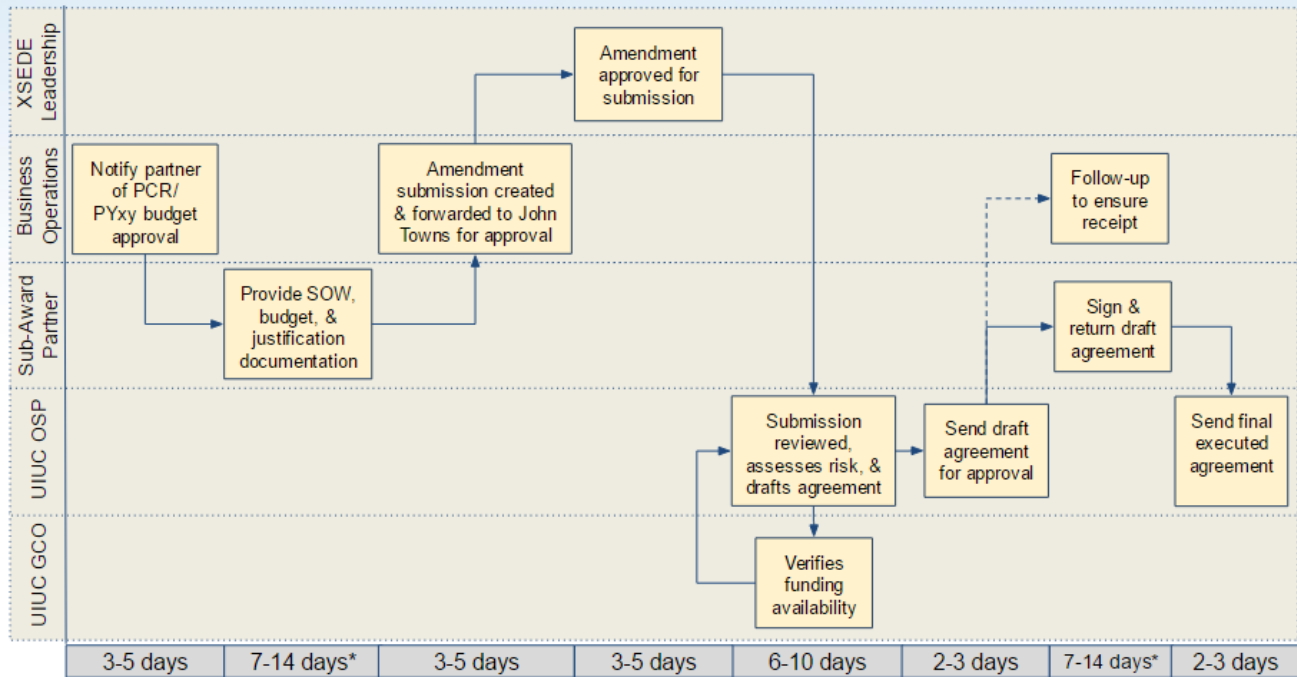 XSEDE
Leadership
Amendment
approved for
submission
Business
Operations
Notify partner
of PCR/
PYxy budget
approval
Amendment
submission created
& forwarded to John
Towns for approval
Follow-up
to ensure
receipt
Sub-Award
Partner
Provide SOW,
budget, &
justification
documentation
Sign &
return draft
agreement
UIUC OSP
Submission
reviewed,
assesses risk, &
drafts agreement
Send draft
agreement
for approval
Send final
executed
agreement
UIUC GCO
Verifies
funding
availability
3-5 days
7-14 days*
3-5 days
3-5 days
6-10 days
2-3 days
7-14 days*
2-3 days